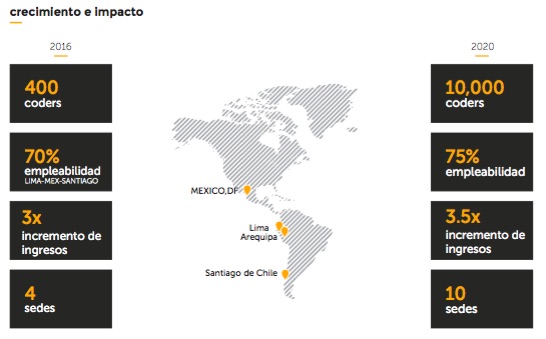 crecimiento e impacto
2016
400
coders
70%
empleabilidad
LIMA-MEX-SANTIAGO
3x
incremento de
ingresos
4
sedes
MEXICO,DF
Lima
Arequipa
Santiago de Chile
2020
10,000
coders
75%
empleabilidad
3.5x
incremento de
ingresos
10
sedes